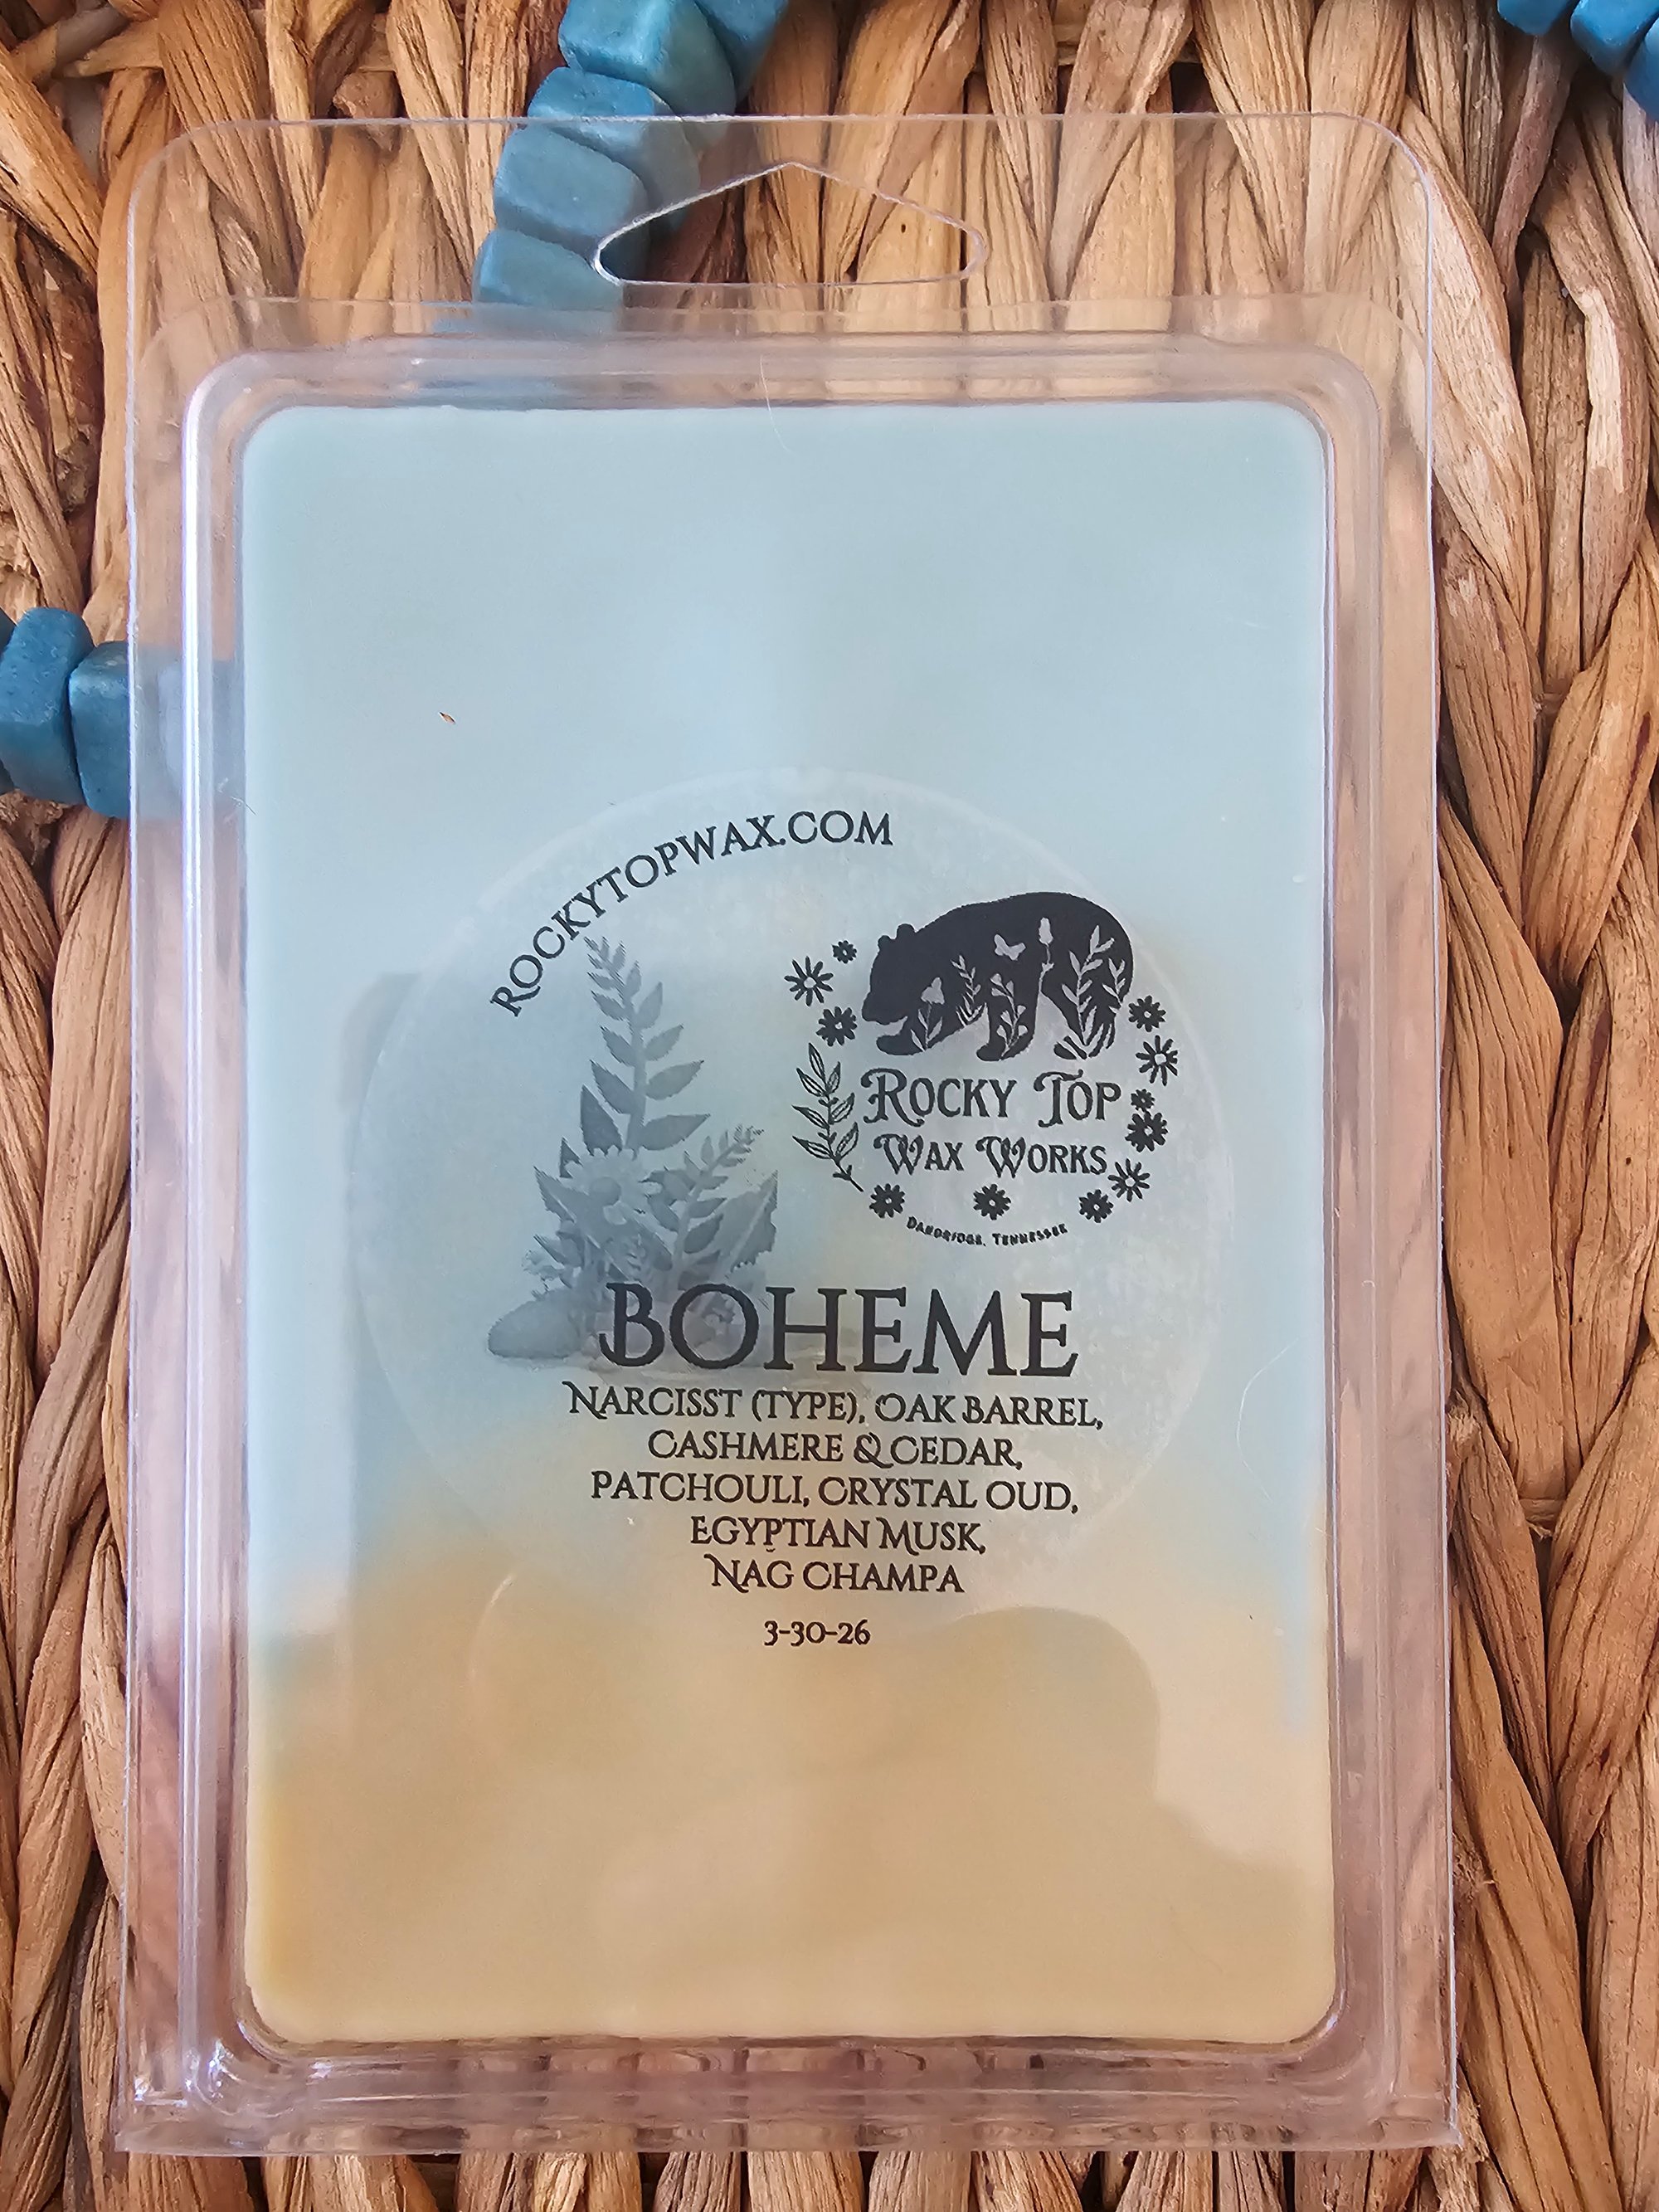 ROCKYTOPWAX.COM
ROCKY TOP
WAX WORKS
DANDRIDGE, TENNESSEE
BOHEME
NARCISST (TYPE), OAK BARREL,
CASHMERE & CEDAR,
PATCHOULI, CRYSTAL OUD,
EGYPTIAN MUSK,
NAG CHAMPA
3-30-26